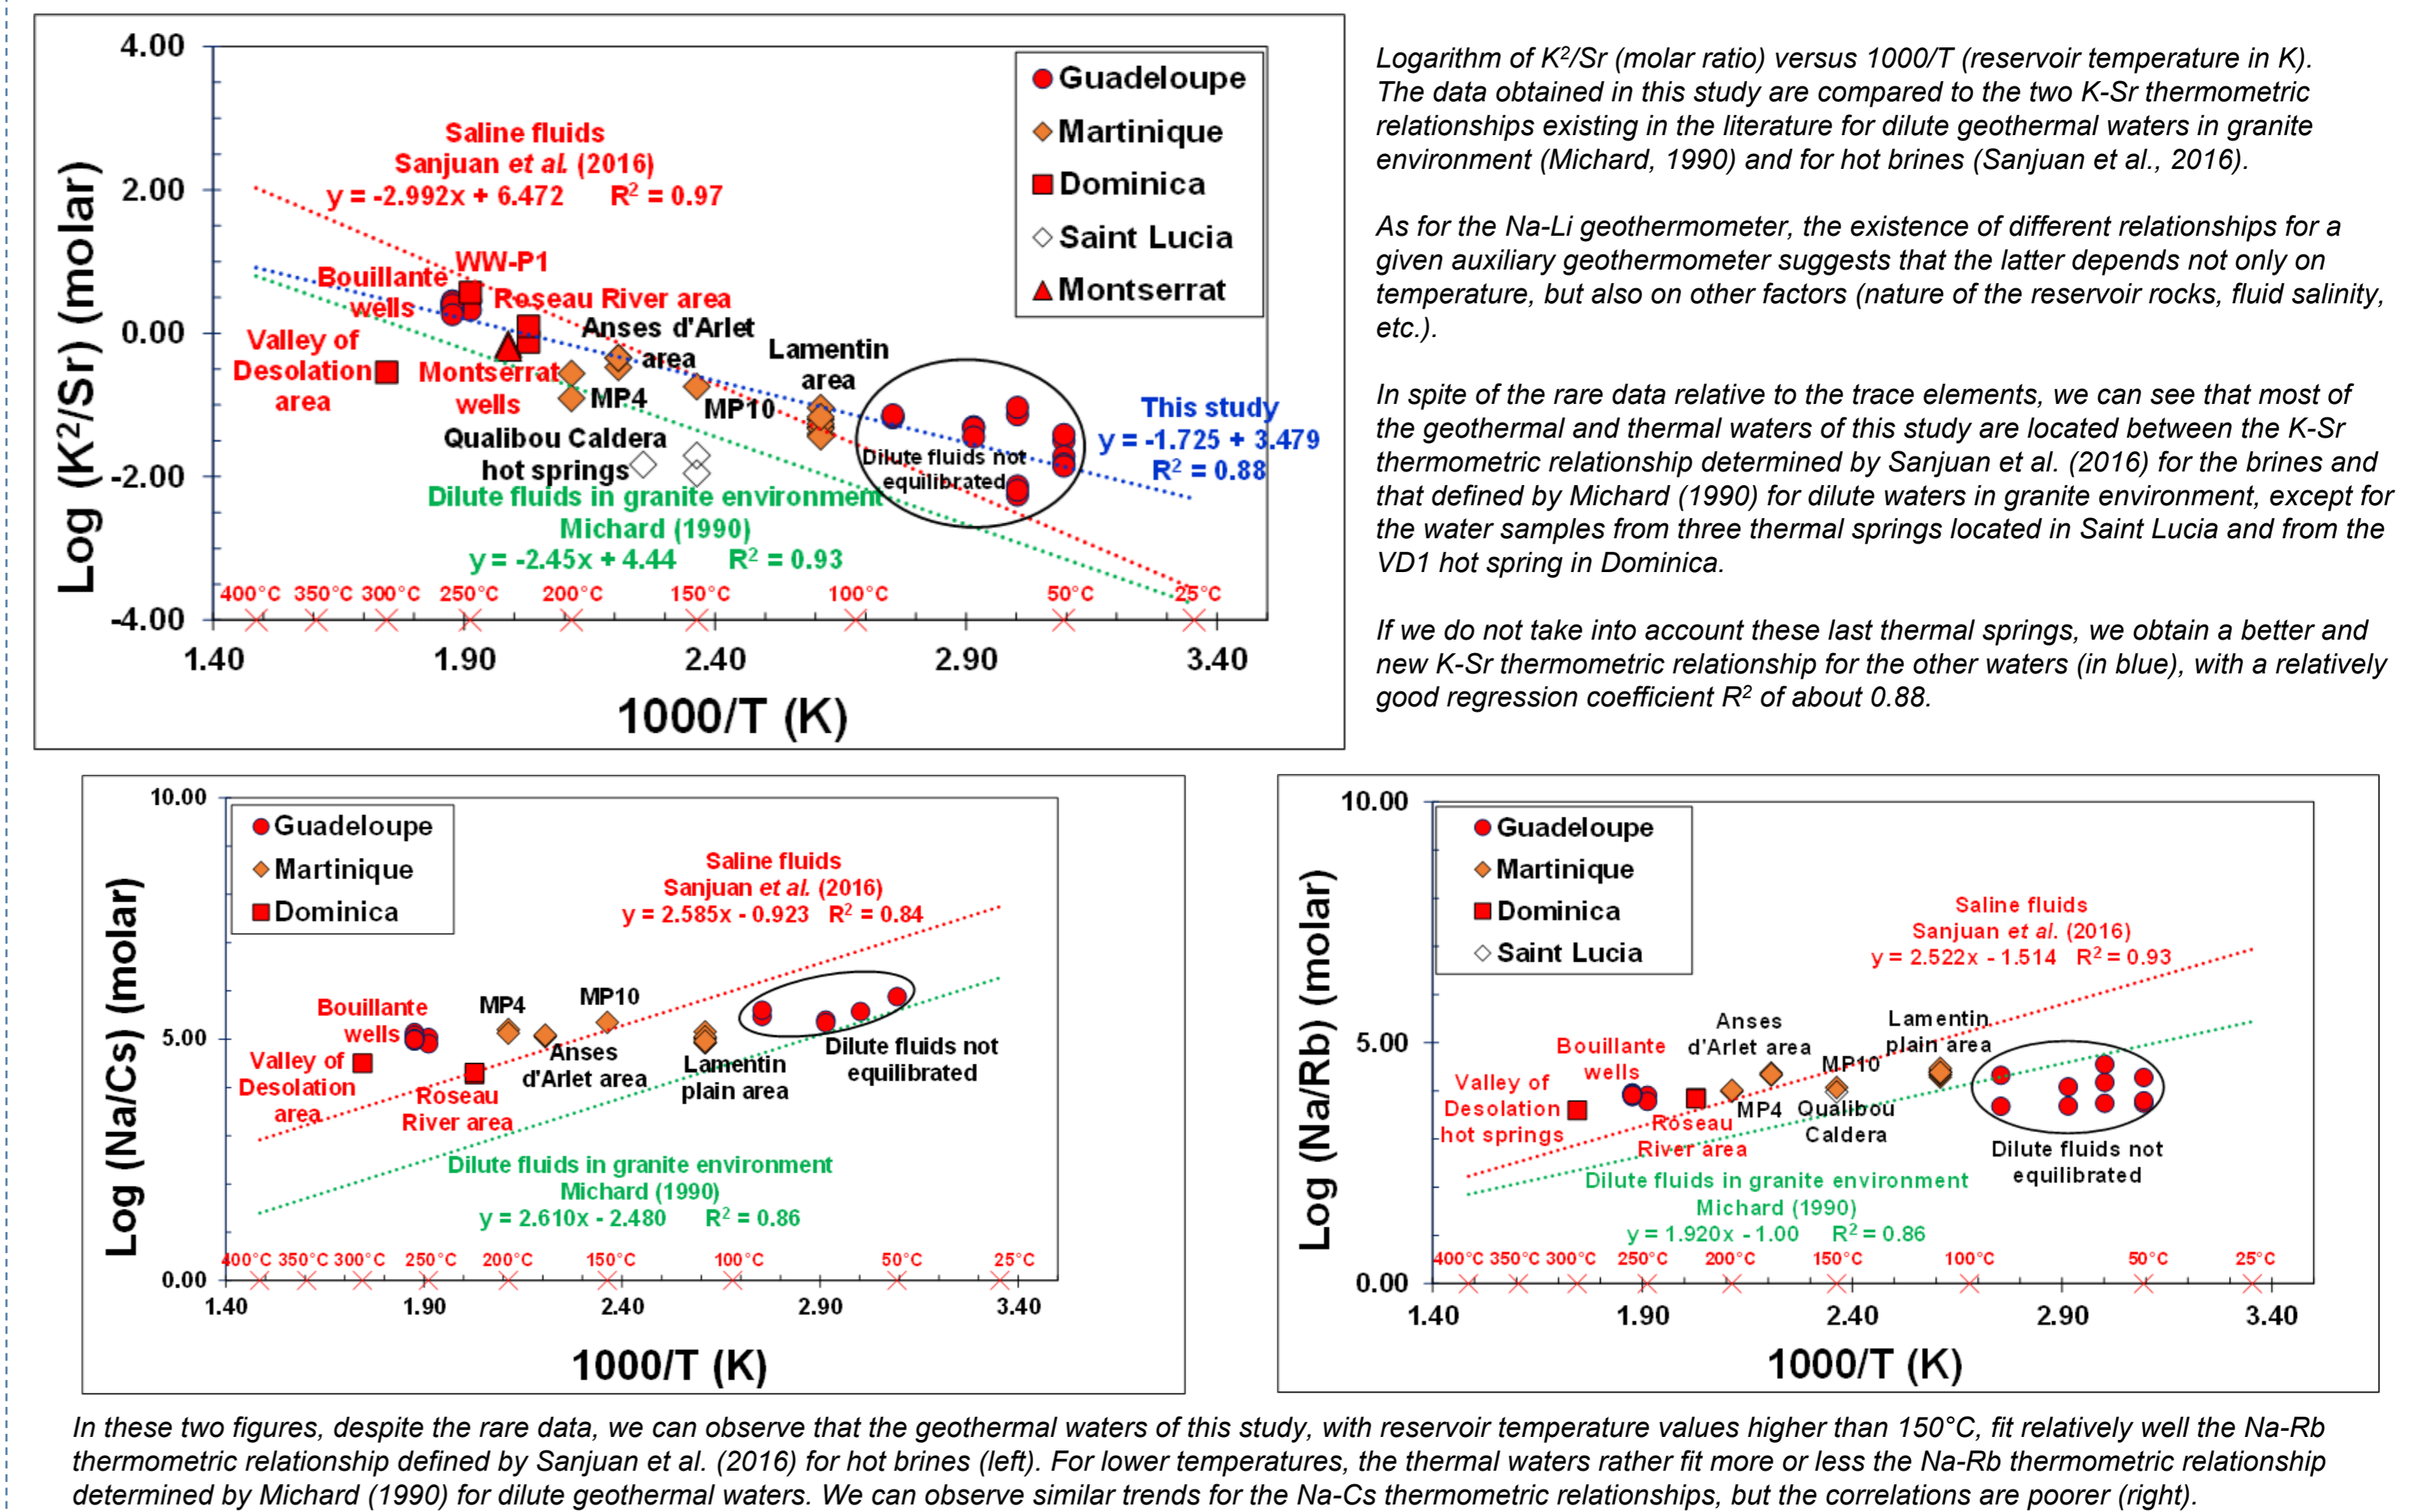 4.00
2.00
0.00
-2.00
-4.00
Log (K²/Sr) (molar)
Guadeloupe
Martinique
Dominica
Saint Lucia
Montserrat
Saline fluids
Sanjuan et al. (2016)
y = -2.992x + 6.472 R² = 0.97
WW-P1
Bouillante
wells
Roseau River area
Valley of
Desolation
area
Montserrat
wells
Anses d'Arlet
area
MP4
MP10
Lamentin
area
Qualibou Caldera
hot springs
Dilute fluids not
equilibrated
This study
y = -1.725 + 3.479
R² = 0.88
Dilute fluids in granite environment
Michard (1990)
y = -2.45x + 4.44 R² = 0.93
400°C 350°C 300°C 250°C 200°C 150°C 100°C 50°C 25°C
1.40 1.90 2.40 2.90 3.40
1000/T (K)
Logarithm of K²/Sr (molar ratio) versus 1000/T (reservoir temperature in K).
The data obtained in this study are compared to the two K-Sr thermometric
relationships existing in the literature for dilute geothermal waters in granite
environment (Michard, 1990) and for hot brines (Sanjuan et al., 2016).
As for the Na-Li geothermometer, the existence of different relationships for a
given auxiliary geothermometer suggests that the latter depends not only on
temperature, but also on other factors (nature of the reservoir rocks, fluid salinity,
etc.).
In spite of the rare data relative to the trace elements, we can see that most of
the geothermal and thermal waters of this study are located between the K-Sr
thermometric relationship determined by Sanjuan et al. (2016) for the brines and
that defined by Michard (1990) for dilute waters in granite environment, except for
the water samples from three thermal springs located in Saint Lucia and from the
VD1 hot spring in Dominica.
If we do not take into account these last thermal springs, we obtain a better and
new K-Sr thermometric relationship for the other waters (in blue), with a relatively
good regression coefficient R² of about 0.88.
10.00
5.00
0.00
Log (Na/Cs) (molar)
Guadeloupe
Martinique
Dominica
Saline fluids
Sanjuan et al. (2016)
y = 2.585x - 0.923 R² = 0.84
Bouillante
wells
Valley of
Desolation
area
MP4
MP10
Anses
d'Arlet area
Roseau
River area
Lamentin
plain area
Dilute fluids not
equilibrated
Dilute fluids in granite environment
Michard (1990)
y = 2.610x - 2.480 R² = 0.86
400°C 350°C 300°C 250°C 200°C 150°C 100°C 50°C 25°C
1.40 1.90 2.40 2.90 3.40
1000/T (K)
10.00
5.00
0.00
Log (Na/Rb) (molar)
Guadeloupe
Martinique
Dominica
Saint Lucia
Saline fluids
Sanjuan et al. (2016)
y = 2.522x - 1.514 R² = 0.93
Anses
d'Arlet area
Lamentin
plain area
Bouillante
wells
MP10
Valley of
Desolation
hot springs
MP4
Qualibou
Caldera
Roseau
River area
Dilute fluids not
equilibrated
Dilute fluids in granite environment
Michard (1990)
y = 1.920x - 1.00 R² = 0.86
400°C 350°C 300°C 250°C 200°C 150°C 100°C 50°C 25°C
1.40 1.90 2.40 2.90 3.40
1000/T (K)
In these two figures, despite the rare data, we can observe that the geothermal waters of this study, with reservoir temperature values higher than 150°C, fit relatively well the Na-Rb
thermometric relationship defined by Sanjuan et al. (2016) for hot brines (left). For lower temperatures, the thermal waters rather fit more or less the Na-Rb thermometric relationship
determined by Michard (1990) for dilute geothermal waters. We can observe similar trends for the Na-Cs thermometric relationships, but the correlations are poorer (right).